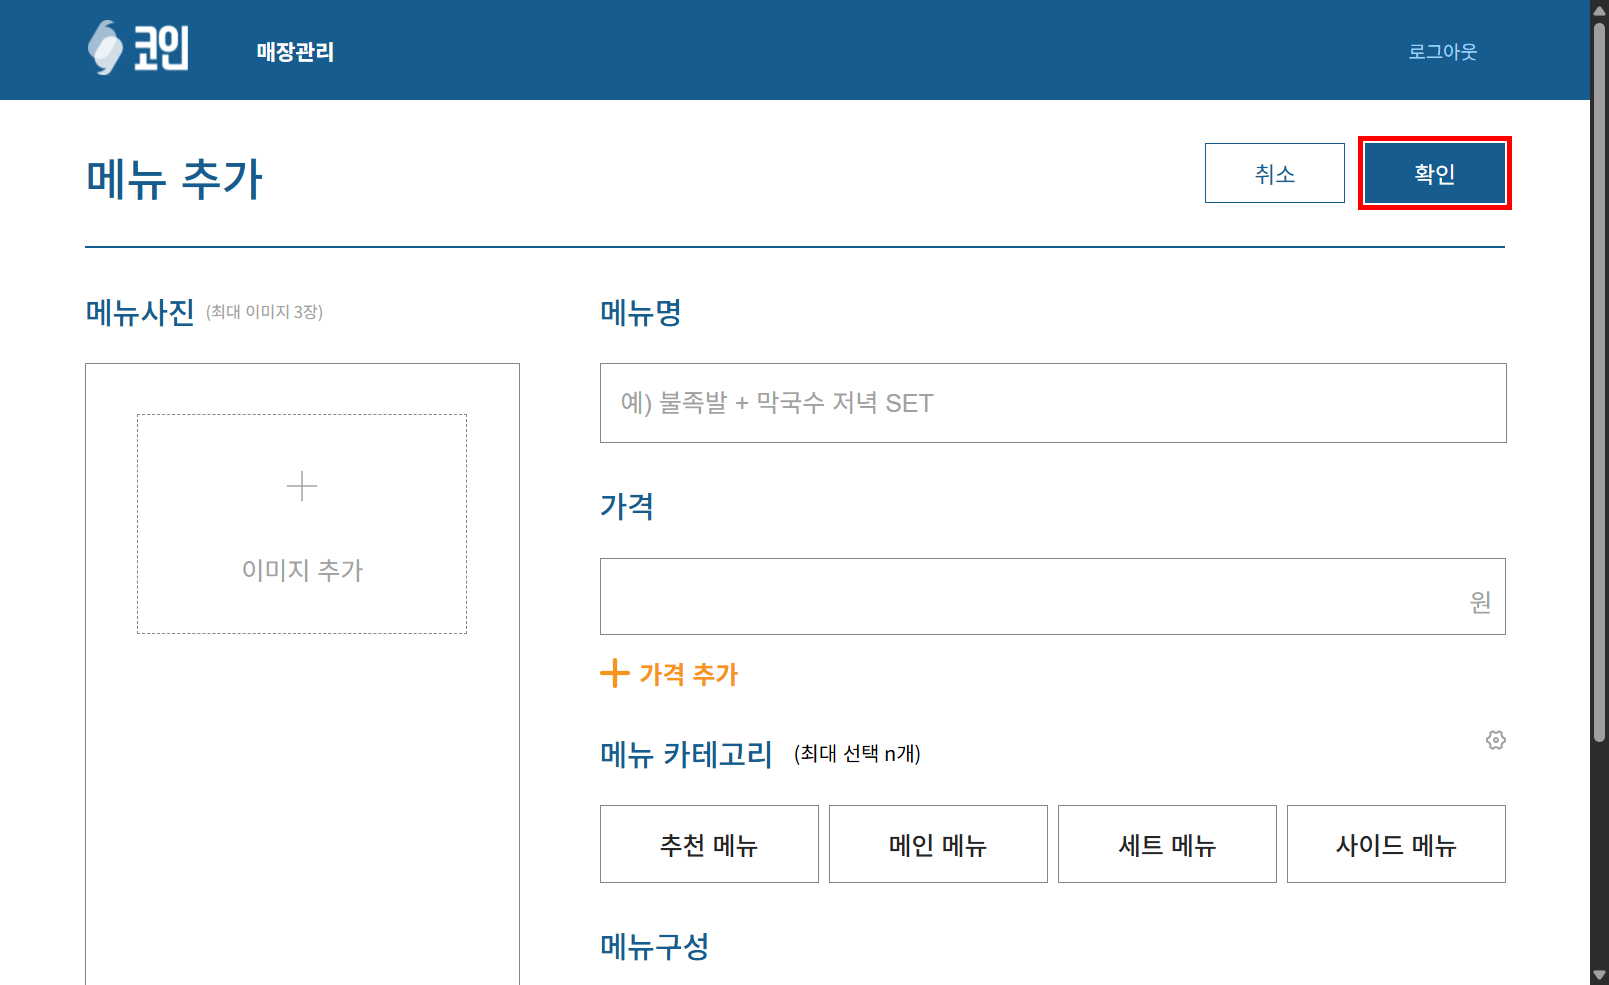 코인
매장관리
로그아웃
메뉴 추가
취소
확인
메뉴사진 (최대 이미지 3장)
이미지 추가
메뉴명
예) 불족발 + 막국수 저녁 SET
가격
원
가격 추가
메뉴 카테고리 (최대 선택 n개)
추천 메뉴
메인 메뉴
세트 메뉴
사이드 메뉴
메뉴구성